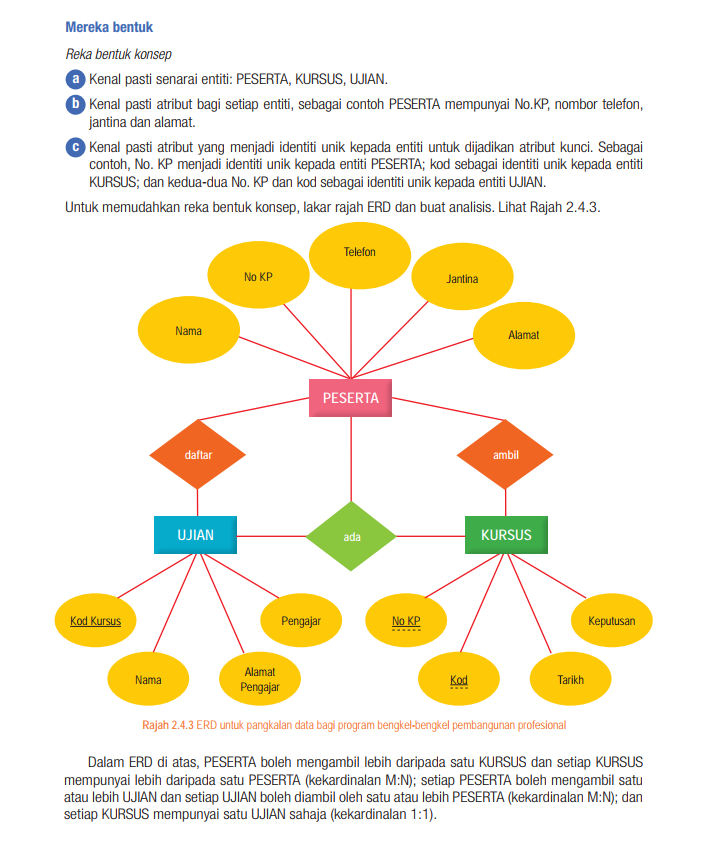 Mereka bentuk
Reka bentuk konsep
a Kenal pasti senarai entiti: PESERTA, KURSUS, UJIAN.
b Kenal pasti atribut bagi setiap entiti, sebagai contoh PESERTA mempunyai No.KP, nombor telefon,
jantina dan alamat.
c Kenal pasti atribut yang menjadi identiti unik kepada entiti untuk dijadikan atribut kunci. Sebagai
contoh, No. KP menjadi identiti unik kepada entiti PESERTA; kod sebagai identiti unik kepada entiti
KURSUS; dan kedua-dua No. KP dan kod sebagai identiti unik kepada entiti UJIAN.
Untuk memudahkan reka bentuk konsep, lakar rajah ERD dan buat analisis. Lihat Rajah 2.4.3.
Telefon
No KP
Jantina
Nama
Alamat
PESERTA
daftar
ambil
UJIAN
ada
KURSUS
Kod Kursus
Pengajar
No KP
Keputusan
Nama
Alamat
Pengajar
Kod
Tarikh
Rajah 2.4.3 ERD untuk pangkalan data bagi program bengkel-bengkel pembangunan profesional
Dalam ERD di atas, PESERTA boleh mengambil lebih daripada satu KURSUS dan setiap KURSUS
mempunyai lebih daripada satu PESERTA (kekardinalan M:N); setiap PESERTA boleh mengambil satu
atau lebih UJIAN dan setiap UJIAN boleh diambil oleh satu atau lebih PESERTA (kekardinalan M:N); dan
setiap KURSUS mempunyai satu UJIAN sahaja (kekardinalan 1:1).